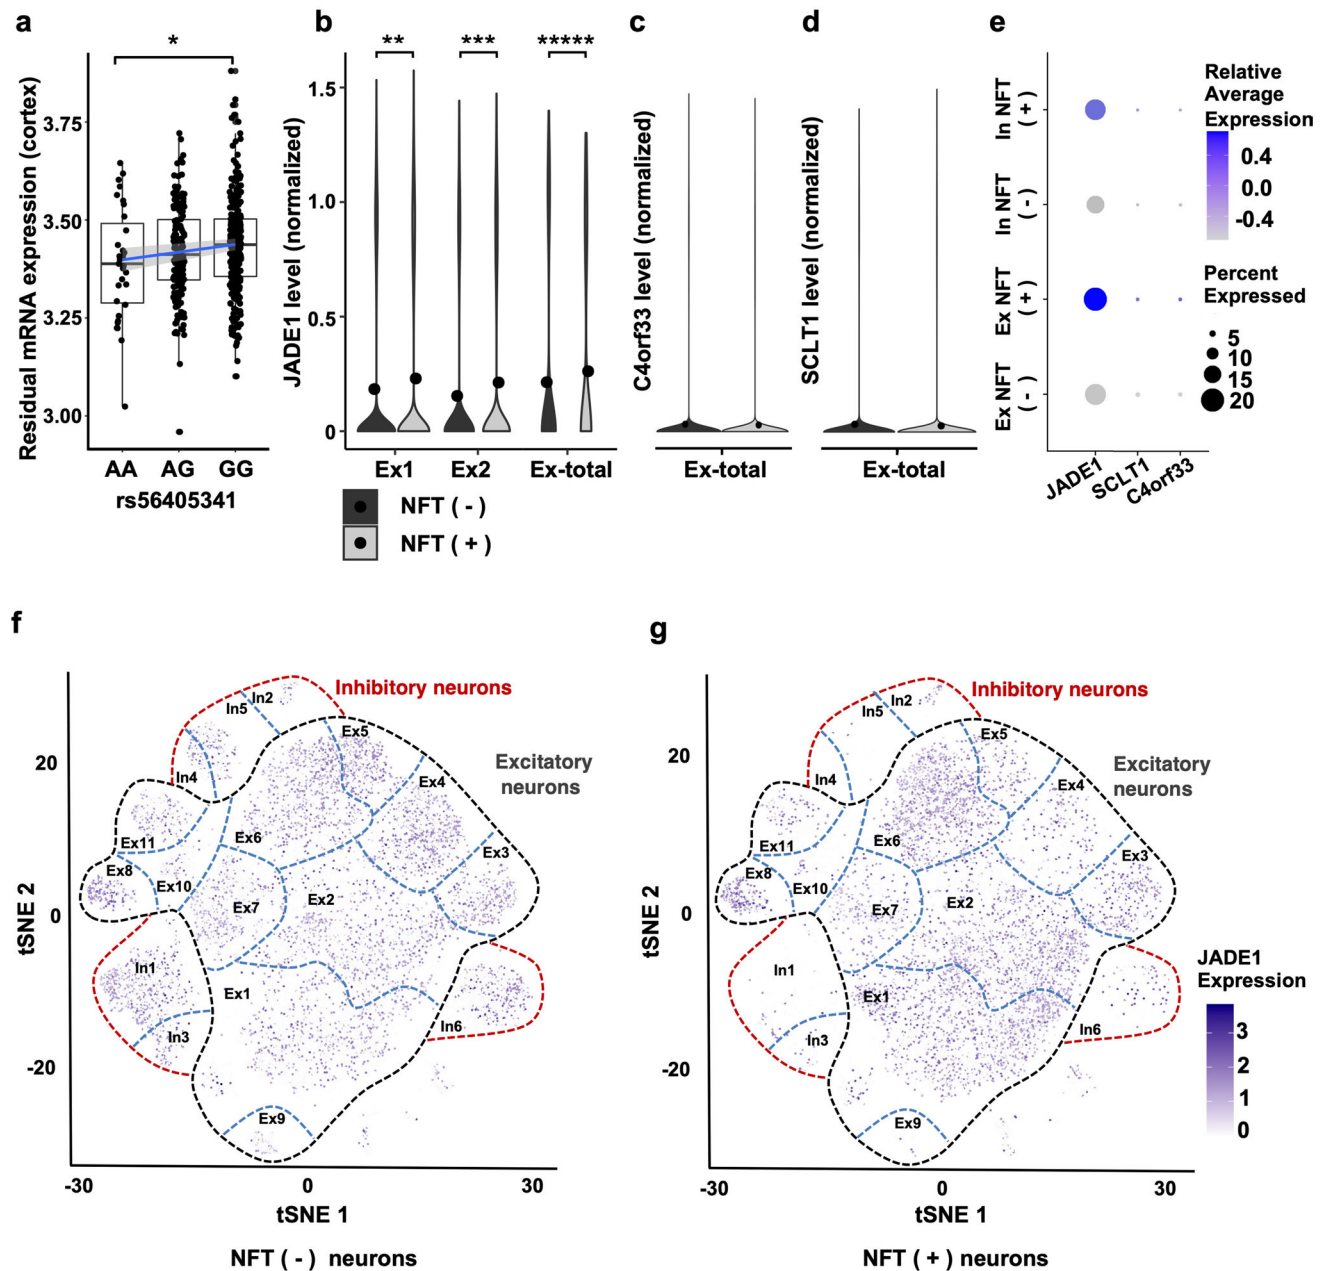 a
*
Residual mRNA expression (cortex)
3.75
3.50
3.25
3.00
AA AG GG
rs56405341
b
** *** *****
JADE1 level (normalized)
1.5
1.0
0.5
0
Ex1 Ex2 Ex-total
NFT ( - )
NFT ( + )
c
C4orf33 level (normalized)
Ex-total
d
SCLT1 level (normalized)
Ex-total
e
In NFT
( + )
In NFT
( - )
Ex NFT
( + )
Ex NFT
( - )
JADE1 SCLT1 C4orf33
Relative
Average
Expression
0.4
0.0
-0.4
Percent
Expressed
5
10
15
20
f
Inhibitory neurons
Excitatory
neurons
In2
In5
Ex5
In4
Ex4
Ex6
Ex11
Ex3
Ex8
Ex10
Ex7
Ex2
In1
Ex1
In3
In6
Ex9
tSNE 2
20
0
-20
-30 0 30
tSNE 1
NFT ( - ) neurons
g
Inhibitory neurons
Excitatory
neurons
In2
In5
Ex5
In4
Ex4
Ex6
Ex11
Ex3
Ex8
Ex10
Ex7
Ex2
In1
Ex1
In3
In6
Ex9
tSNE 2
20
0
-20
-30 0 30
tSNE 1
NFT ( + ) neurons
JADE1
Expression
3
2
1
0